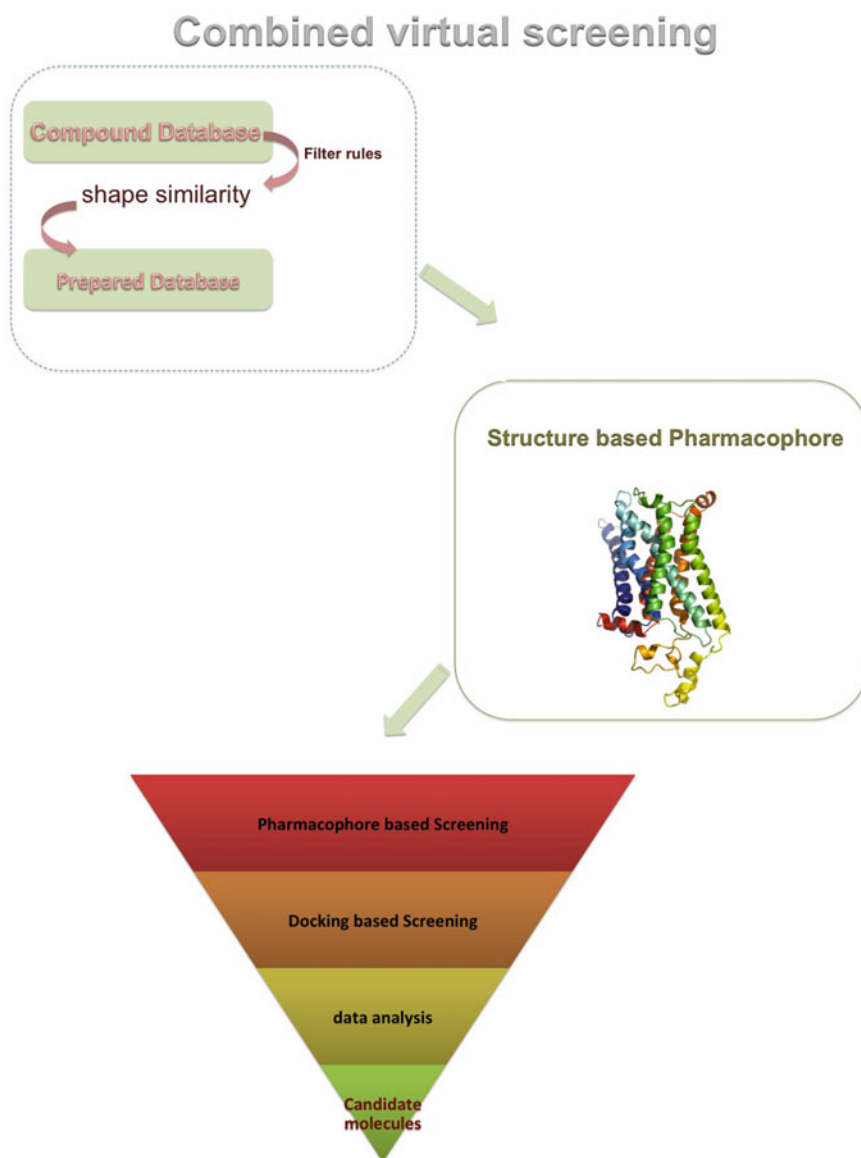 Combined virtual screening
Compound Database
Filter rules
shape similarity
Prepared Database
Structure based Pharmacophore
Pharmacophore based Screening
Docking based Screening
data analysis
Candidate
molecules